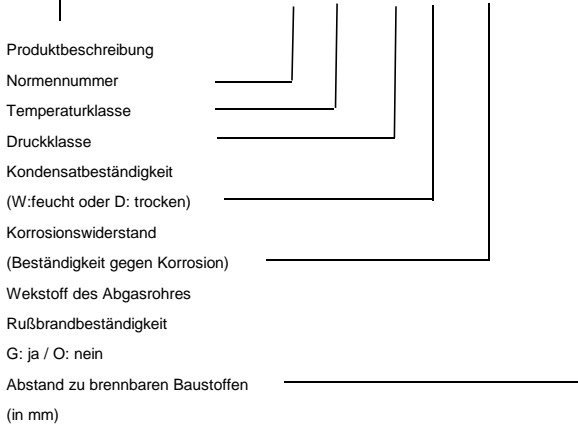 Produktbeschreibung
Normennummer
Temperaturklasse
Druckklasse
Kondensatbeständigkeit
(W:feucht oder D: trocken)
Korrosionswiderstand
(Beständigkeit gegen Korrosion)
Wekstoff des Abgasrohres
Rußbrandbeständigkeit
G: ja / O: nein
Abstand zu brennbaren Baustoffen
(in mm)